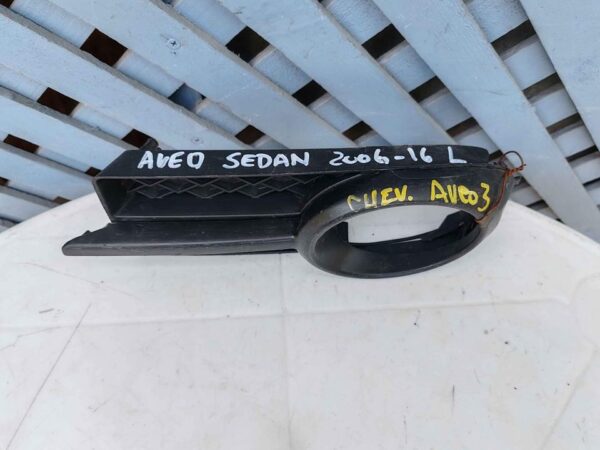 AVEO SEDAN 2006-16 L
CHEV. AVEO3